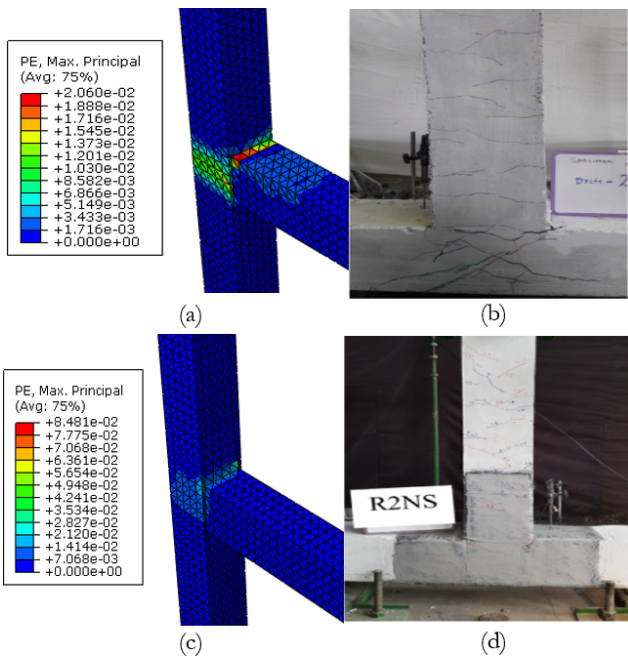 PE, Max. Principal
(Avg: 75%)
+2.060e-02
+1.888e-02
+1.716e-02
+1.545e-02
+1.373e-02
+1.201e-02
+1.030e-02
+8.582e-03
+6.866e-03
+5.149e-03
+3.433e-03
+1.716e-03
+0.000e+00
Specimen
Drift - 2
(a)
(b)
PE, Max. Principal
(Avg: 75%)
+8.481e-02
+7.775e-02
+7.068e-02
+6.361e-02
+5.654e-02
+4.948e-02
+4.241e-02
+3.534e-02
+2.827e-02
+2.120e-02
+1.414e-02
+7.068e-03
+0.000e+00
R2NS
(c)
(d)